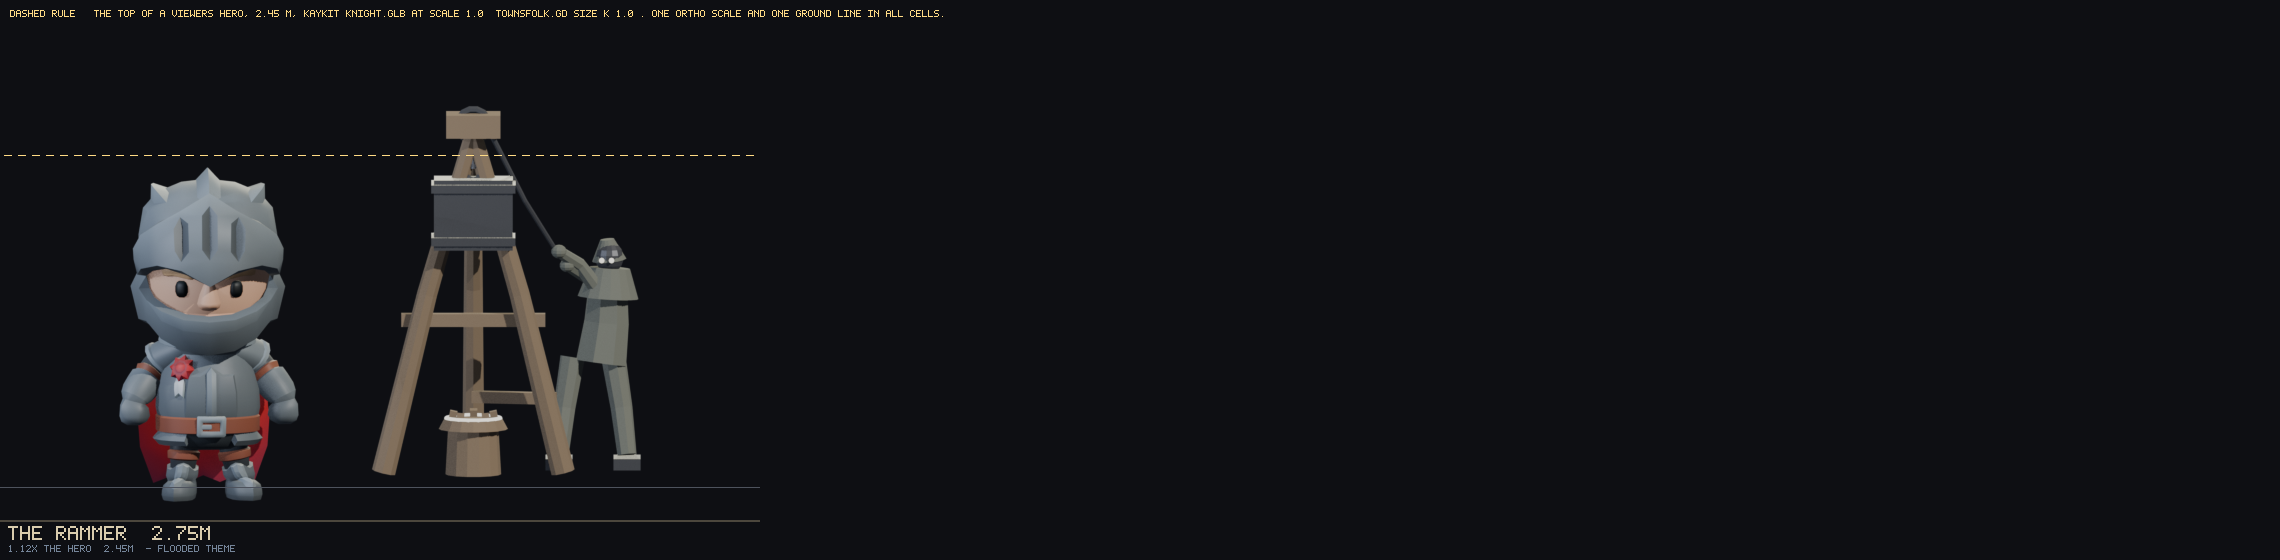 DASHED RULE   THE TOP OF A VIEWERS HERO, 2.45 M, KAYKIT KNIGHT.GLB AT SCALE 1.0  TOWNSFOLK.GD SIZE K 1.0 . ONE ORTHO SCALE AND ONE GROUND LINE IN ALL CELLS.
THE RAMMER  2.75M
1.12X THE HERO  2.45M  – FLOODED THEME